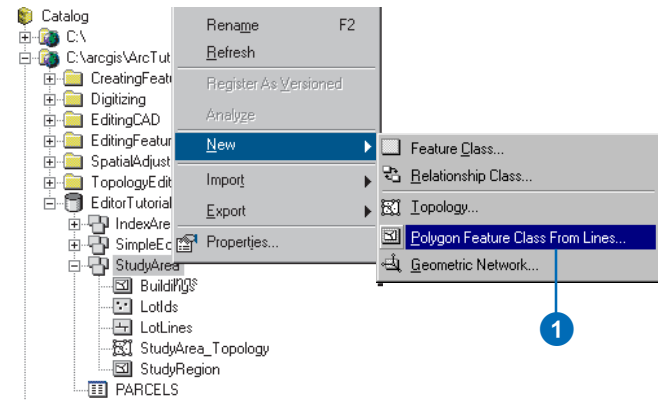 Catalog
C:\
C:\arcgis\ArcTut
CreatingFeatu
Digitizing
EditingCAD
EditingFeatur
SpatialAdjust
TopologyEdit
EditorTutorial
IndexAre
SimpleEd
StudyArea
Buildings
LotIds
LotLines
StudyArea_Topology
StudyRegion
PARCELS
Rename F2
Refresh
Register As Versioned
Analyze
New
Import
Export
Properties...
Feature Class...
Relationship Class...
Topology...
Polygon Feature Class From Lines...
Geometric Network...
1